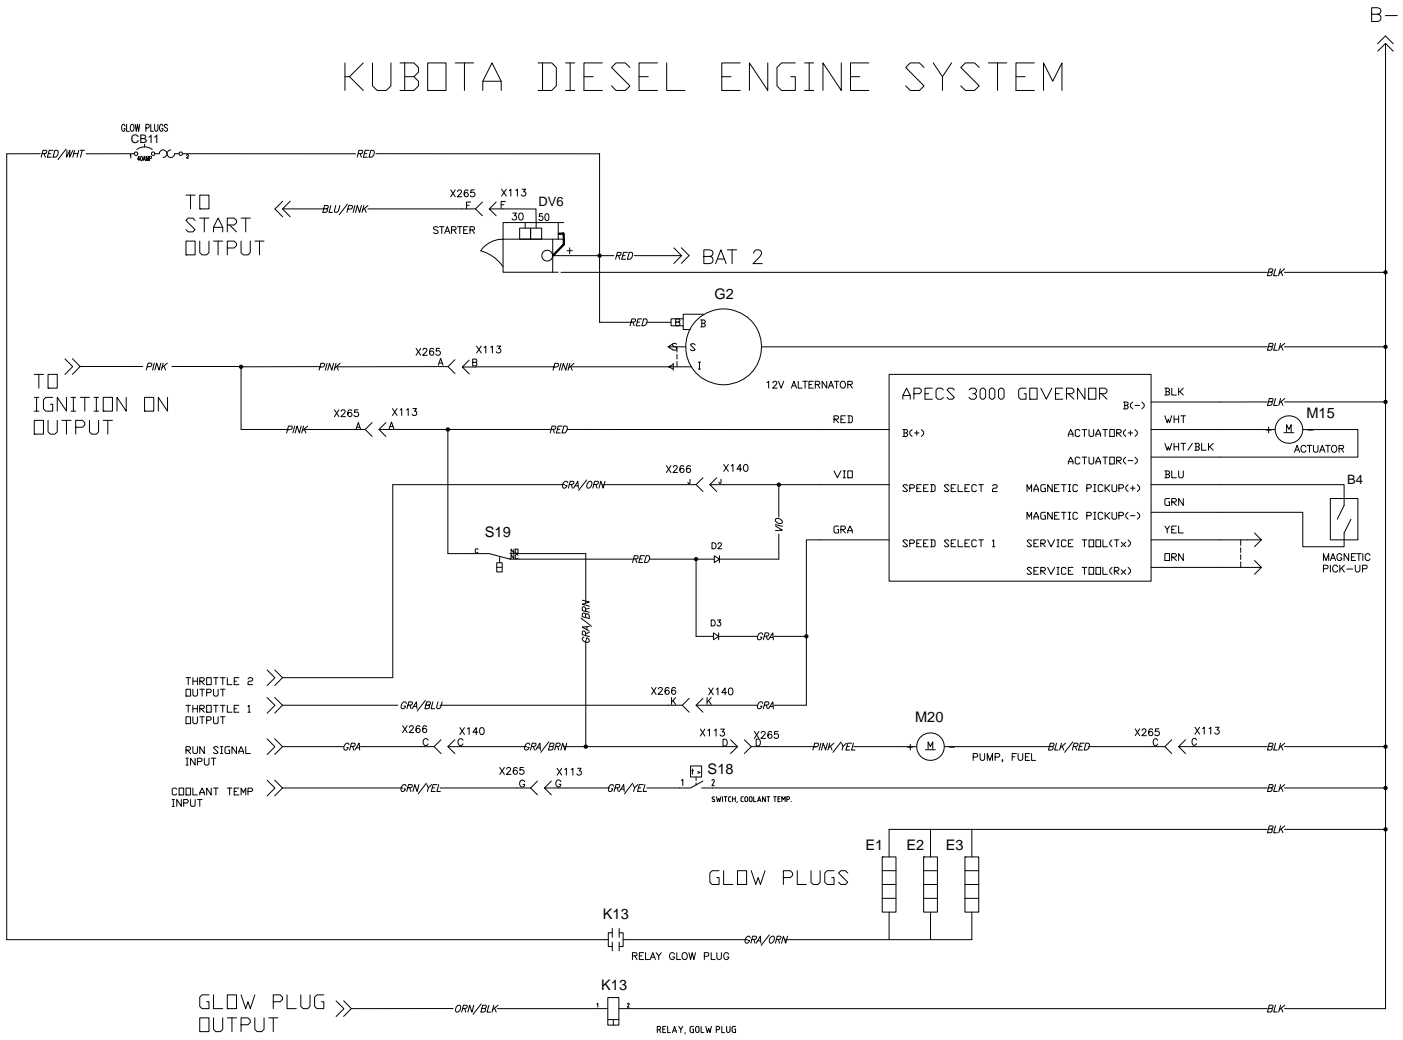 B-
KUBOTA DIESEL ENGINE SYSTEM
GLOW PLUGS
CB11
RED/WHT 1 40AMP 2 RED
TO
START
OUTPUT
BLU/PINK
X265 X113
F F
DV6
30 50
STARTER
+
RED
BAT 2
BLK
G2
RED B B
S S
I
BLK
12V ALTERNATOR
TO
IGNITION ON
OUTPUT
PINK PINK
X265 X113
A B
PINK
PINK
X265 X113
A A
RED
RED
APECS 3000 GOVERNOR
B(+)
SPEED SELECT 2
SPEED SELECT 1
B(-)
ACTUATOR(+)
ACTUATOR(-)
MAGNETIC PICKUP(+)
MAGNETIC PICKUP(-)
SERVICE TOOL(Tx)
SERVICE TOOL(Rx)
BLK BLK
WHT
WHT/BLK
BLU
GRN
YEL
ORN
M15
+ M -
ACTUATOR
B4
MAGNETIC
PICK-UP
GRA/ORN
X266 X140
J J
VIO
VIO
GRA
S19
C NO
NC
RED
D2
D3
GRA
GRA/BRN
THROTTLE 2
OUTPUT
THROTTLE 1
OUTPUT
GRA/BLU
X266 X140
K K
GRA
RUN SIGNAL
INPUT
GRA
X266 X140
C C
GRA/BRN
X113 X265
D D
PINK/YEL
M20
+ M -
PUMP, FUEL
BLK/RED
X265 X113
C C
BLK
COOLANT TEMP
INPUT
GRN/YEL
X265 X113
G G
GRA/YEL
S18
1 2
SWITCH, COOLANT TEMP.
BLK
BLK
E1 E2 E3
GLOW PLUGS
K13
GRA/ORN
RELAY GLOW PLUG
GLOW PLUG
OUTPUT
ORN/BLK
K13
1 2
RELAY, GOLW PLUG
BLK